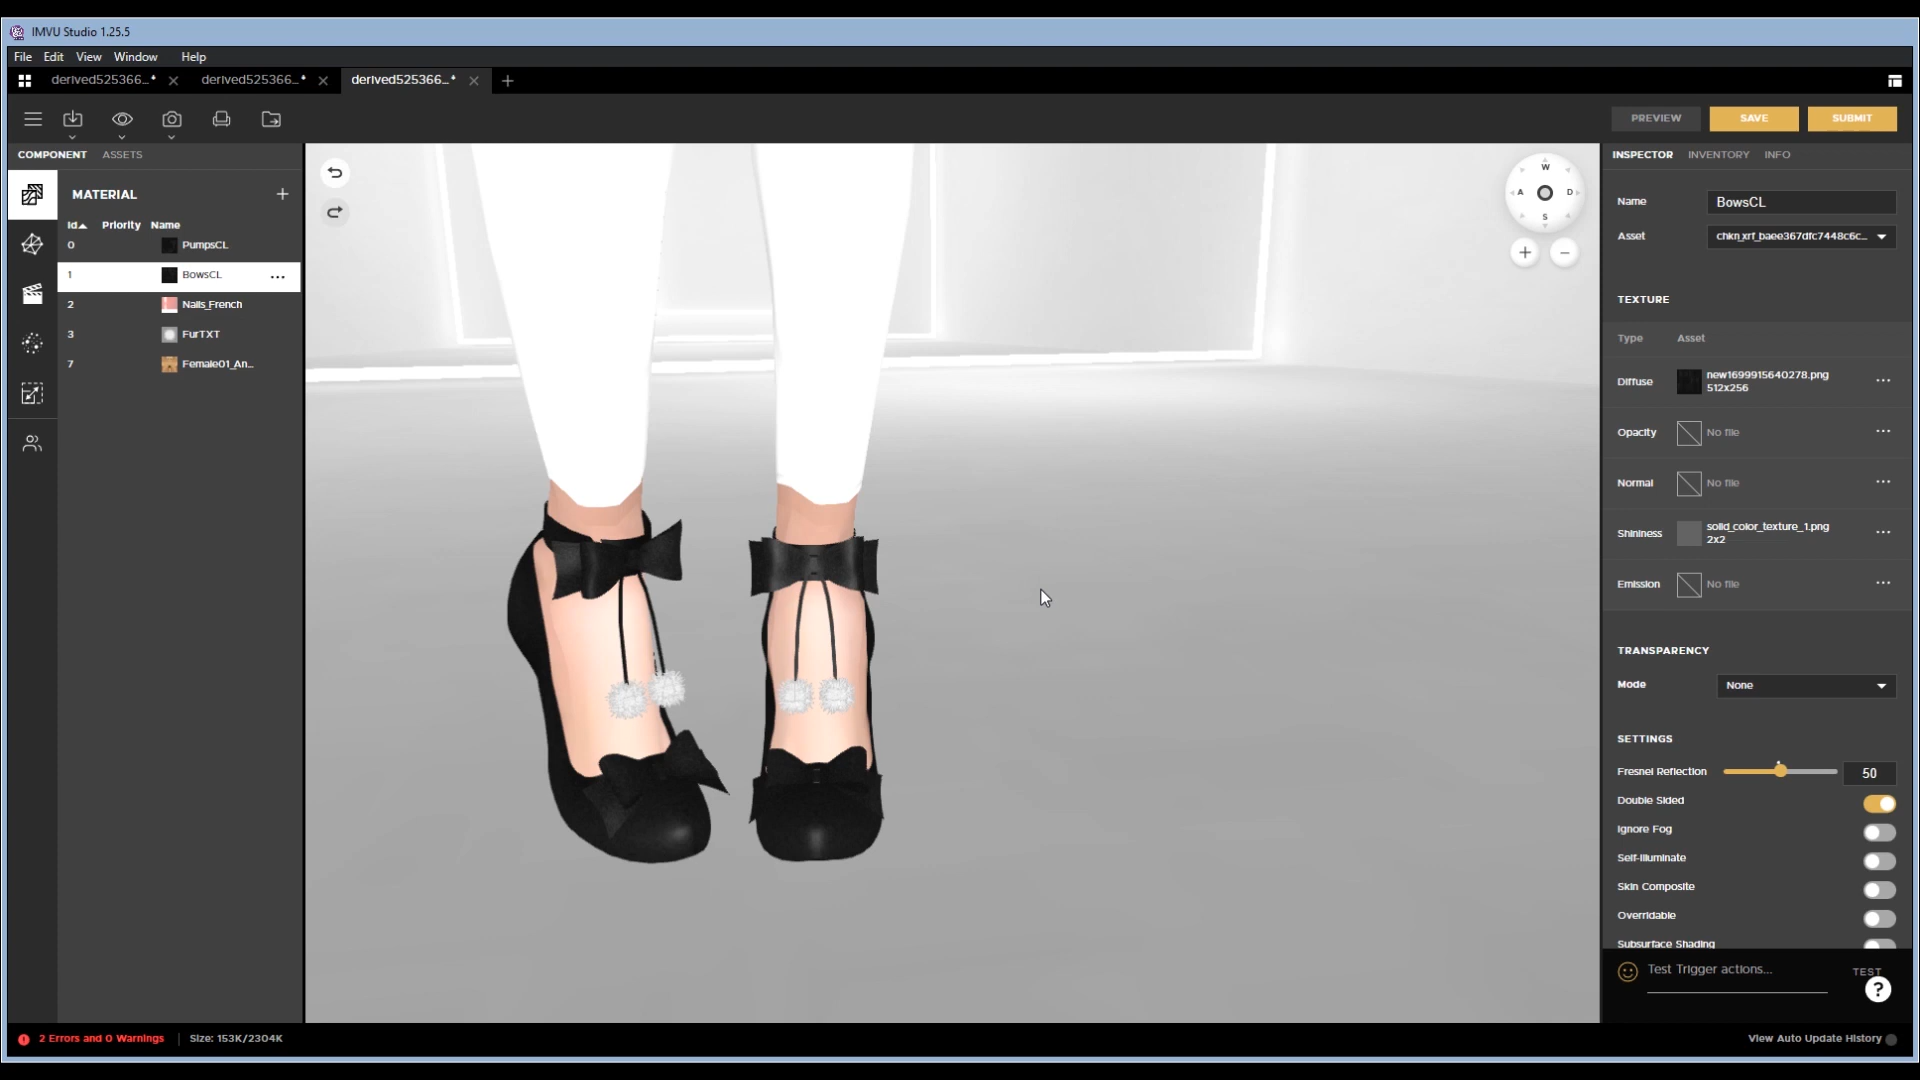 IMVU Studio 1.25.5
File Edit View Window Help
derived525366...* derived525366...* derived525366...*
PREVIEW SAVE SUBMIT
COMPONENT ASSETS
MATERIAL
Id Priority Name
0 PumpsCL
1 BowsCL ...
2 Nails_French
3 FurTXT
7 Female01_An...
W
A D
S
INSPECTOR INVENTORY INFO
Name BowsCL
Asset chkn_xrf_baee367dfc7448c6c...
TEXTURE
Type Asset
Diffuse new1699915640278.png
512x256
Opacity No file
Normal No file
Shininess solid_color_texture_1.png
2x2
Emission No file
TRANSPARENCY
Mode None
SETTINGS
Fresnel Reflection 50
Double Sided
Ignore Fog
Self-Illuminate
Skin Composite
Overridable
Subsurface Shading
Test Trigger actions... TEST
?
2 Errors and 0 Warnings Size: 153K/2304K
View Auto Update History